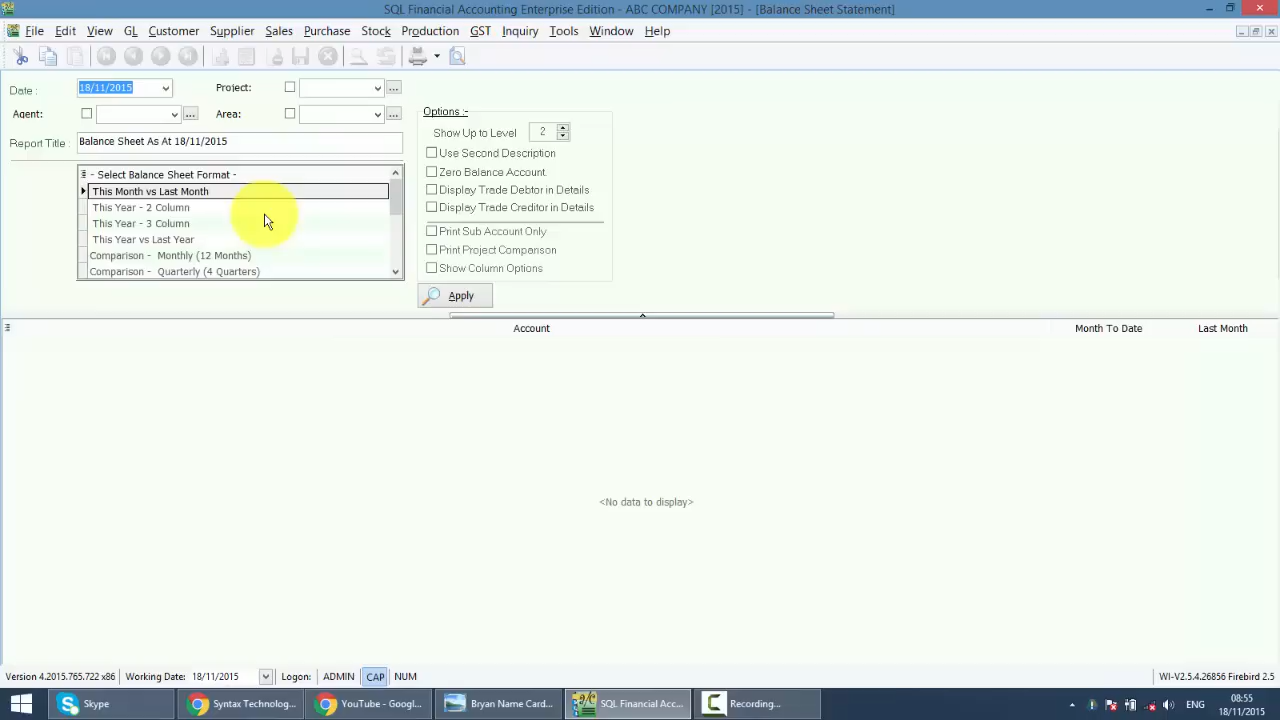 SQL Financial Accounting Enterprise Edition - ABC COMPANY [2015] - [Balance Sheet Statement]
File Edit View GL Customer Supplier Sales Purchase Stock Production GST Inquiry Tools Window Help
Date : 18/11/2015 Project:
Agent: Area:
Report Title Balance Sheet As At 18/11/2015
- Select Balance Sheet Format -
This Month vs Last Month
This Year - 2 Column
This Year - 3 Column
This Year vs Last Year
Comparison - Monthly (12 Months)
Comparison - Quarterly (4 Quarters)
Options :-
Show Up to Level 2
Use Second Description
Zero Balance Account
Display Trade Debtor in Details
Display Trade Creditor in Details
Print Sub Account Only
Print Project Comparison
Show Column Options
Apply
Account Month To Date Last Month
<No data to display>
Version 4.2015.765.722 x86 Working Date: 18/11/2015 Logon: ADMIN CAP NUM WI-V2.5.4.26856 Firebird 2.5
Skype Syntax Technolog... YouTube - Googl... Bryan Name Card... SQL Financial Acc... Recording... ENG 08:55
18/11/2015